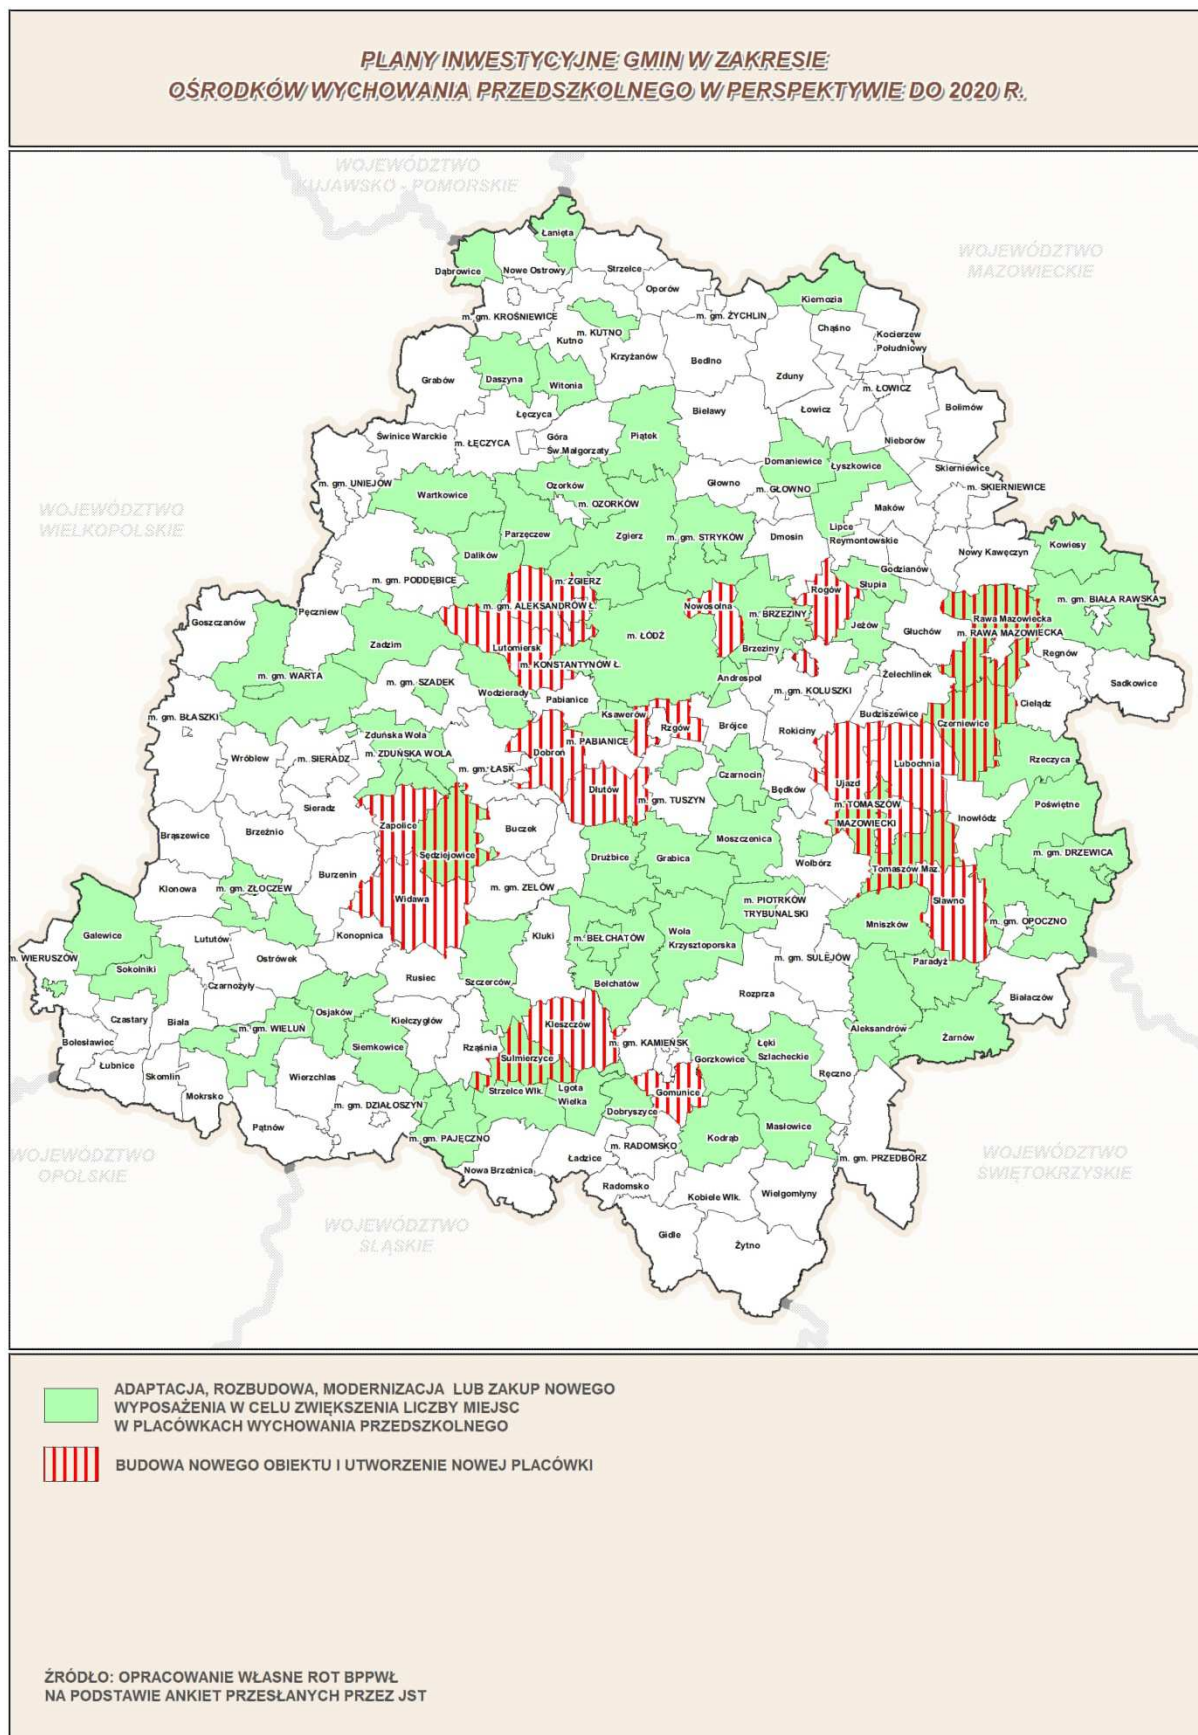 PLANY INWESTYCYJNE GMIN W ZAKRESIE
OŚRODKÓW WYCHOWANIA PRZEDSZKOLNEGO W PERSPEKTYWIE DO 2020 R.
WOJEWÓDZTWO
KUJAWSKO - POMORSKIE
WOJEWÓDZTWO
MAZOWIECKIE
Łanięta
Dąbrowice
Nowe Ostrowy
Strzelce
Oporów
Kiernozia
m. gm. KROŚNIEWICE
m. gm. ŻYCHLIN
m. KUTNO
Kutno
Chąśno
Kocierzew
Południowy
Krzyżanów
Bedlno
Zduny
Grabów
Daszyna
Witonia
m. ŁOWICZ
Łęczyca
Bielawy
Łowicz
Bolimów
Świnice Warckie
m. ŁĘCZYCA
Góra
Św.Małgorzaty
Piątek
Nieborów
Domaniewice
Łyszkowice
Skierniewice
m. SKIERNIEWICE
m. gm. UNIEJÓW
Wartkowice
Ozorków
m. OZORKÓW
Głowno
m. GŁOWNO
Maków
WOJEWÓDZTWO
WIELKOPOLSKIE
Parzęczew
Zgierz
m. gm. STRYKÓW
Dmosin
Lipce
Reymontowskie
Nowy Kawęczyn
Kowiesy
Dalików
Godzianów
m. gm. PODDĘBICE
m. ZGIERZ
m. gm. ALEKSANDRÓW Ł.
Nowosolna
m. BRZEZINY
Rogów
Słupia
m. gm. BIAŁA RAWSKA
Rawa Mazowiecka
m. RAWA MAZOWIECKA
Pęczniew
Goszczanów
Zadzim
Lutomiersk
m. ŁÓDŹ
Brzeziny
Jeżów
Głuchów
Regnów
m. KONSTANTYNÓW Ł.
m. gm. WARTA
m. gm. SZADEK
Wodzierady
Pabianice
Andrespol
m. gm. KOLUSZKI
Żelechlinek
Sadkowice
Cielądz
m. gm. BŁASZKI
Ksawerów
Rzgów
Brójce
Rokiciny
Budziszewice
Czerniewice
Zduńska Wola
m. ZDUŃSKA WOLA
m. PABIANICE
Dobroń
Lubochnia
Rzeczyca
Wróblew
m. SIERADZ
m. gm. ŁASK
Dłutów
m. gm. TUSZYN
Czarnocin
Będków
Ujazd
m. TOMASZÓW
MAZOWIECKI
Inowłódz
Poświętne
Sieradz
Zapolice
Buczek
Brąszewice
Brzeźnio
Sędziejowice
Drużbice
Grabica
Moszczenica
Wolbórz
m. gm. DRZEWICA
Burzenin
Tomaszów Maz.
Klonowa
m. gm. ZŁOCZEW
Widawa
m. gm. ZELÓW
m. PIOTRKÓW
TRYBUNALSKI
Sławno
m. gm. OPOCZNO
Galewice
Lututów
Konopnica
Kluki
m. BEŁCHATÓW
Wola
Krzysztoporska
Mniszków
m. WIERUSZÓW
Sokolniki
Ostrówek
m. gm. SULEJÓW
Paradyż
Czarnożyły
Rusiec
Szczerców
Bełchatów
Rozprza
Białaczów
Czastary
Biała
Osjaków
Kiełczygłów
Kleszczów
Aleksandrów
Żarnów
Bolesławiec
m. gm. WIELUŃ
Siemkowice
Rząśnia
Sulmierzyce
m. gm. KAMIEŃSK
Gorzkowice
Łęki
Szlacheckie
Ręczno
Łubnice
Skomlin
Wierzchlas
Mokrsko
Strzelce Wlk.
Lgota
Wielka
Gomunice
Dobryszyce
m. gm. DZIAŁOSZYN
Pątnów
m. gm. PAJĘCZNO
Kodrąb
Masłowice
Nowa Brzeźnica
Ładzice
m. RADOMSKO
m. gm. PRZEDBÓRZ
Radomsko
Kobiele Wlk.
Wielgomłyny
Gidle
Żytno
WOJEWÓDZTWO
OPOLSKIE
WOJEWÓDZTWO
ŚLĄSKIE
WOJEWÓDZTWO
ŚWIĘTOKRZYSKIE
ADAPTACJA, ROZBUDOWA, MODERNIZACJA LUB ZAKUP NOWEGO
WYPOSAŻENIA W CELU ZWIĘKSZENIA LICZBY MIEJSC
W PLACÓWKACH WYCHOWANIA PRZEDSZKOLNEGO
BUDOWA NOWEGO OBIEKTU I UTWORZENIE NOWEJ PLACÓWKI
ŹRÓDŁO: OPRACOWANIE WŁASNE ROT BPPWŁ
NA PODSTAWIE ANKIET PRZESŁANYCH PRZEZ JST